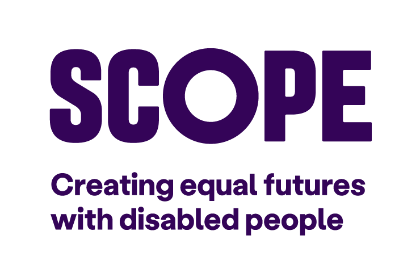 SCOPE
Creating equal futures
with disabled people